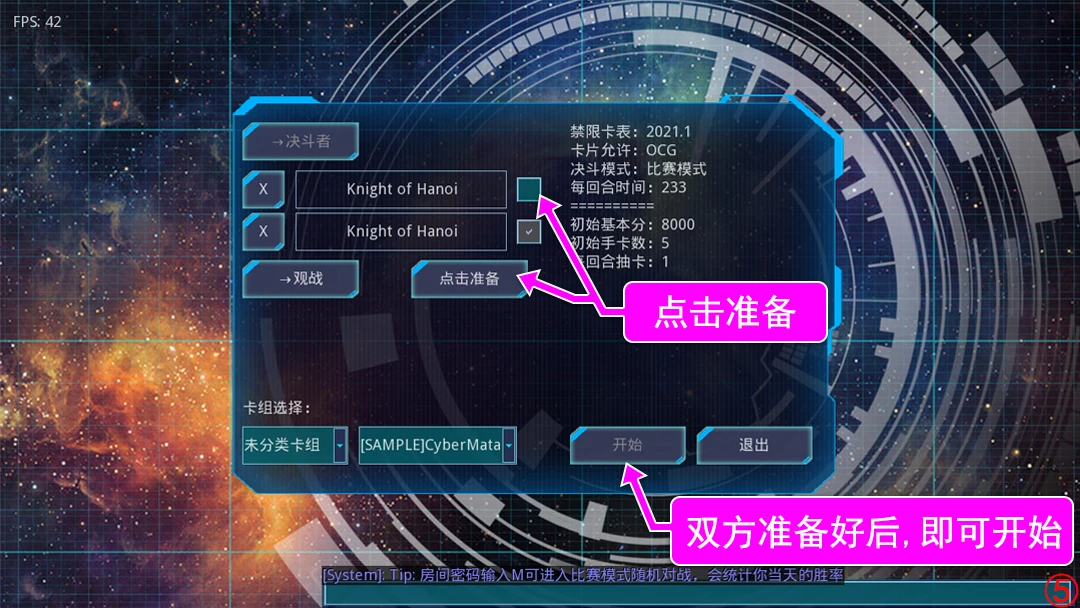 FPS: 42
→决斗者
X Knight of Hanoi
X Knight of Hanoi
→观战
点击准备
禁限卡表：2021.1
卡片允许：OCG
决斗模式：比赛模式
每回合时间：233
==========
初始基本分：8000
初始手卡数：5
回合抽卡：1
点击准备
卡组选择：
未分类卡组
[SAMPLE]CyberMata
开始
退出
双方准备好后, 即可开始
[System]: Tip: 房间密码输入M可进入比赛模式随机对战，会统计你当天的胜率
⑤